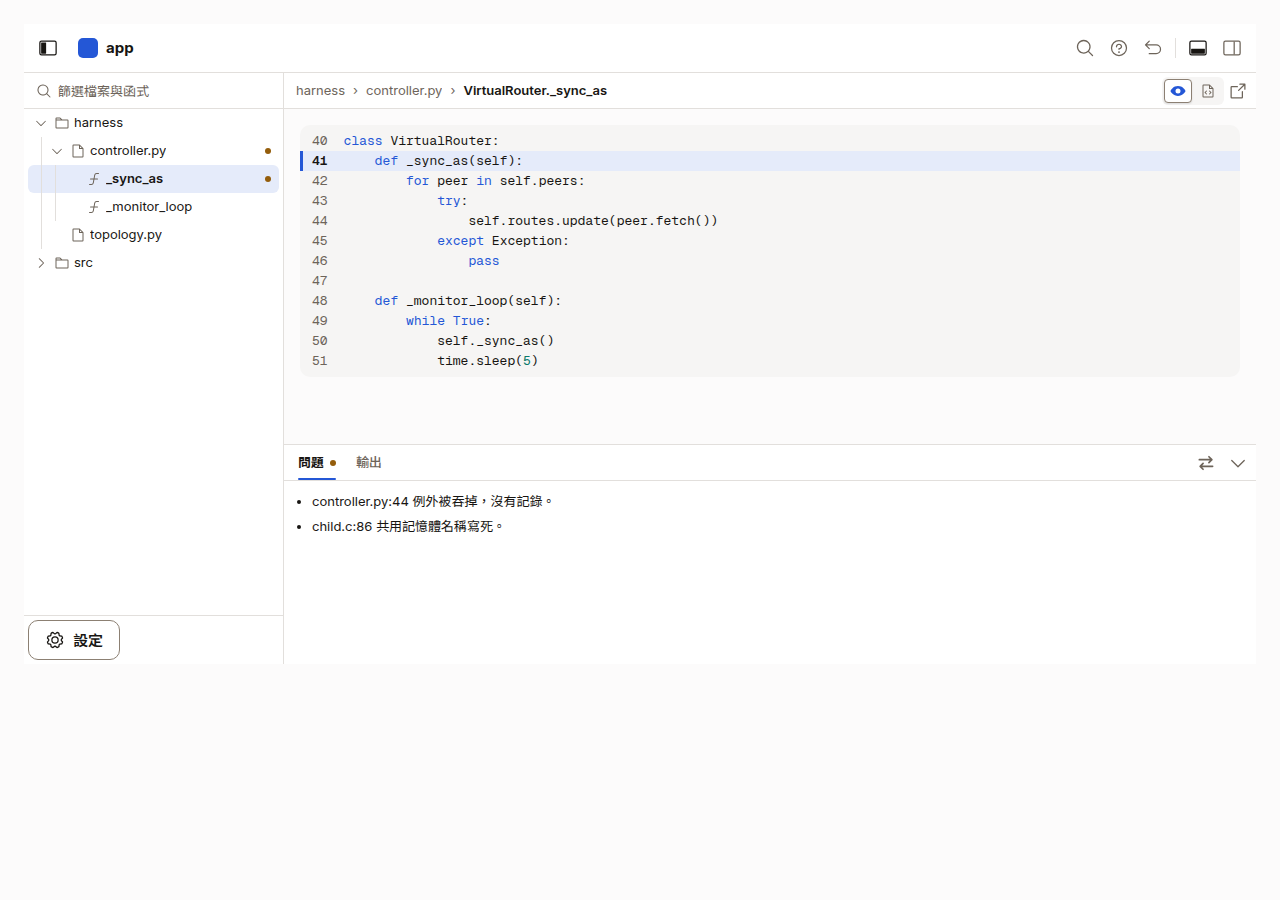 app
篩選檔案與函式
harness › controller.py › VirtualRouter._sync_as
harness
controller.py
_sync_as
_monitor_loop
topology.py
src
40 class VirtualRouter:
41     def _sync_as(self):
42         for peer in self.peers:
43             try:
44                 self.routes.update(peer.fetch())
45             except Exception:
46                 pass
47
48     def _monitor_loop(self):
49         while True:
50             self._sync_as()
51             time.sleep(5)
問題 輸出
controller.py:44 例外被吞掉，沒有記錄。
child.c:86 共用記憶體名稱寫死。
設定